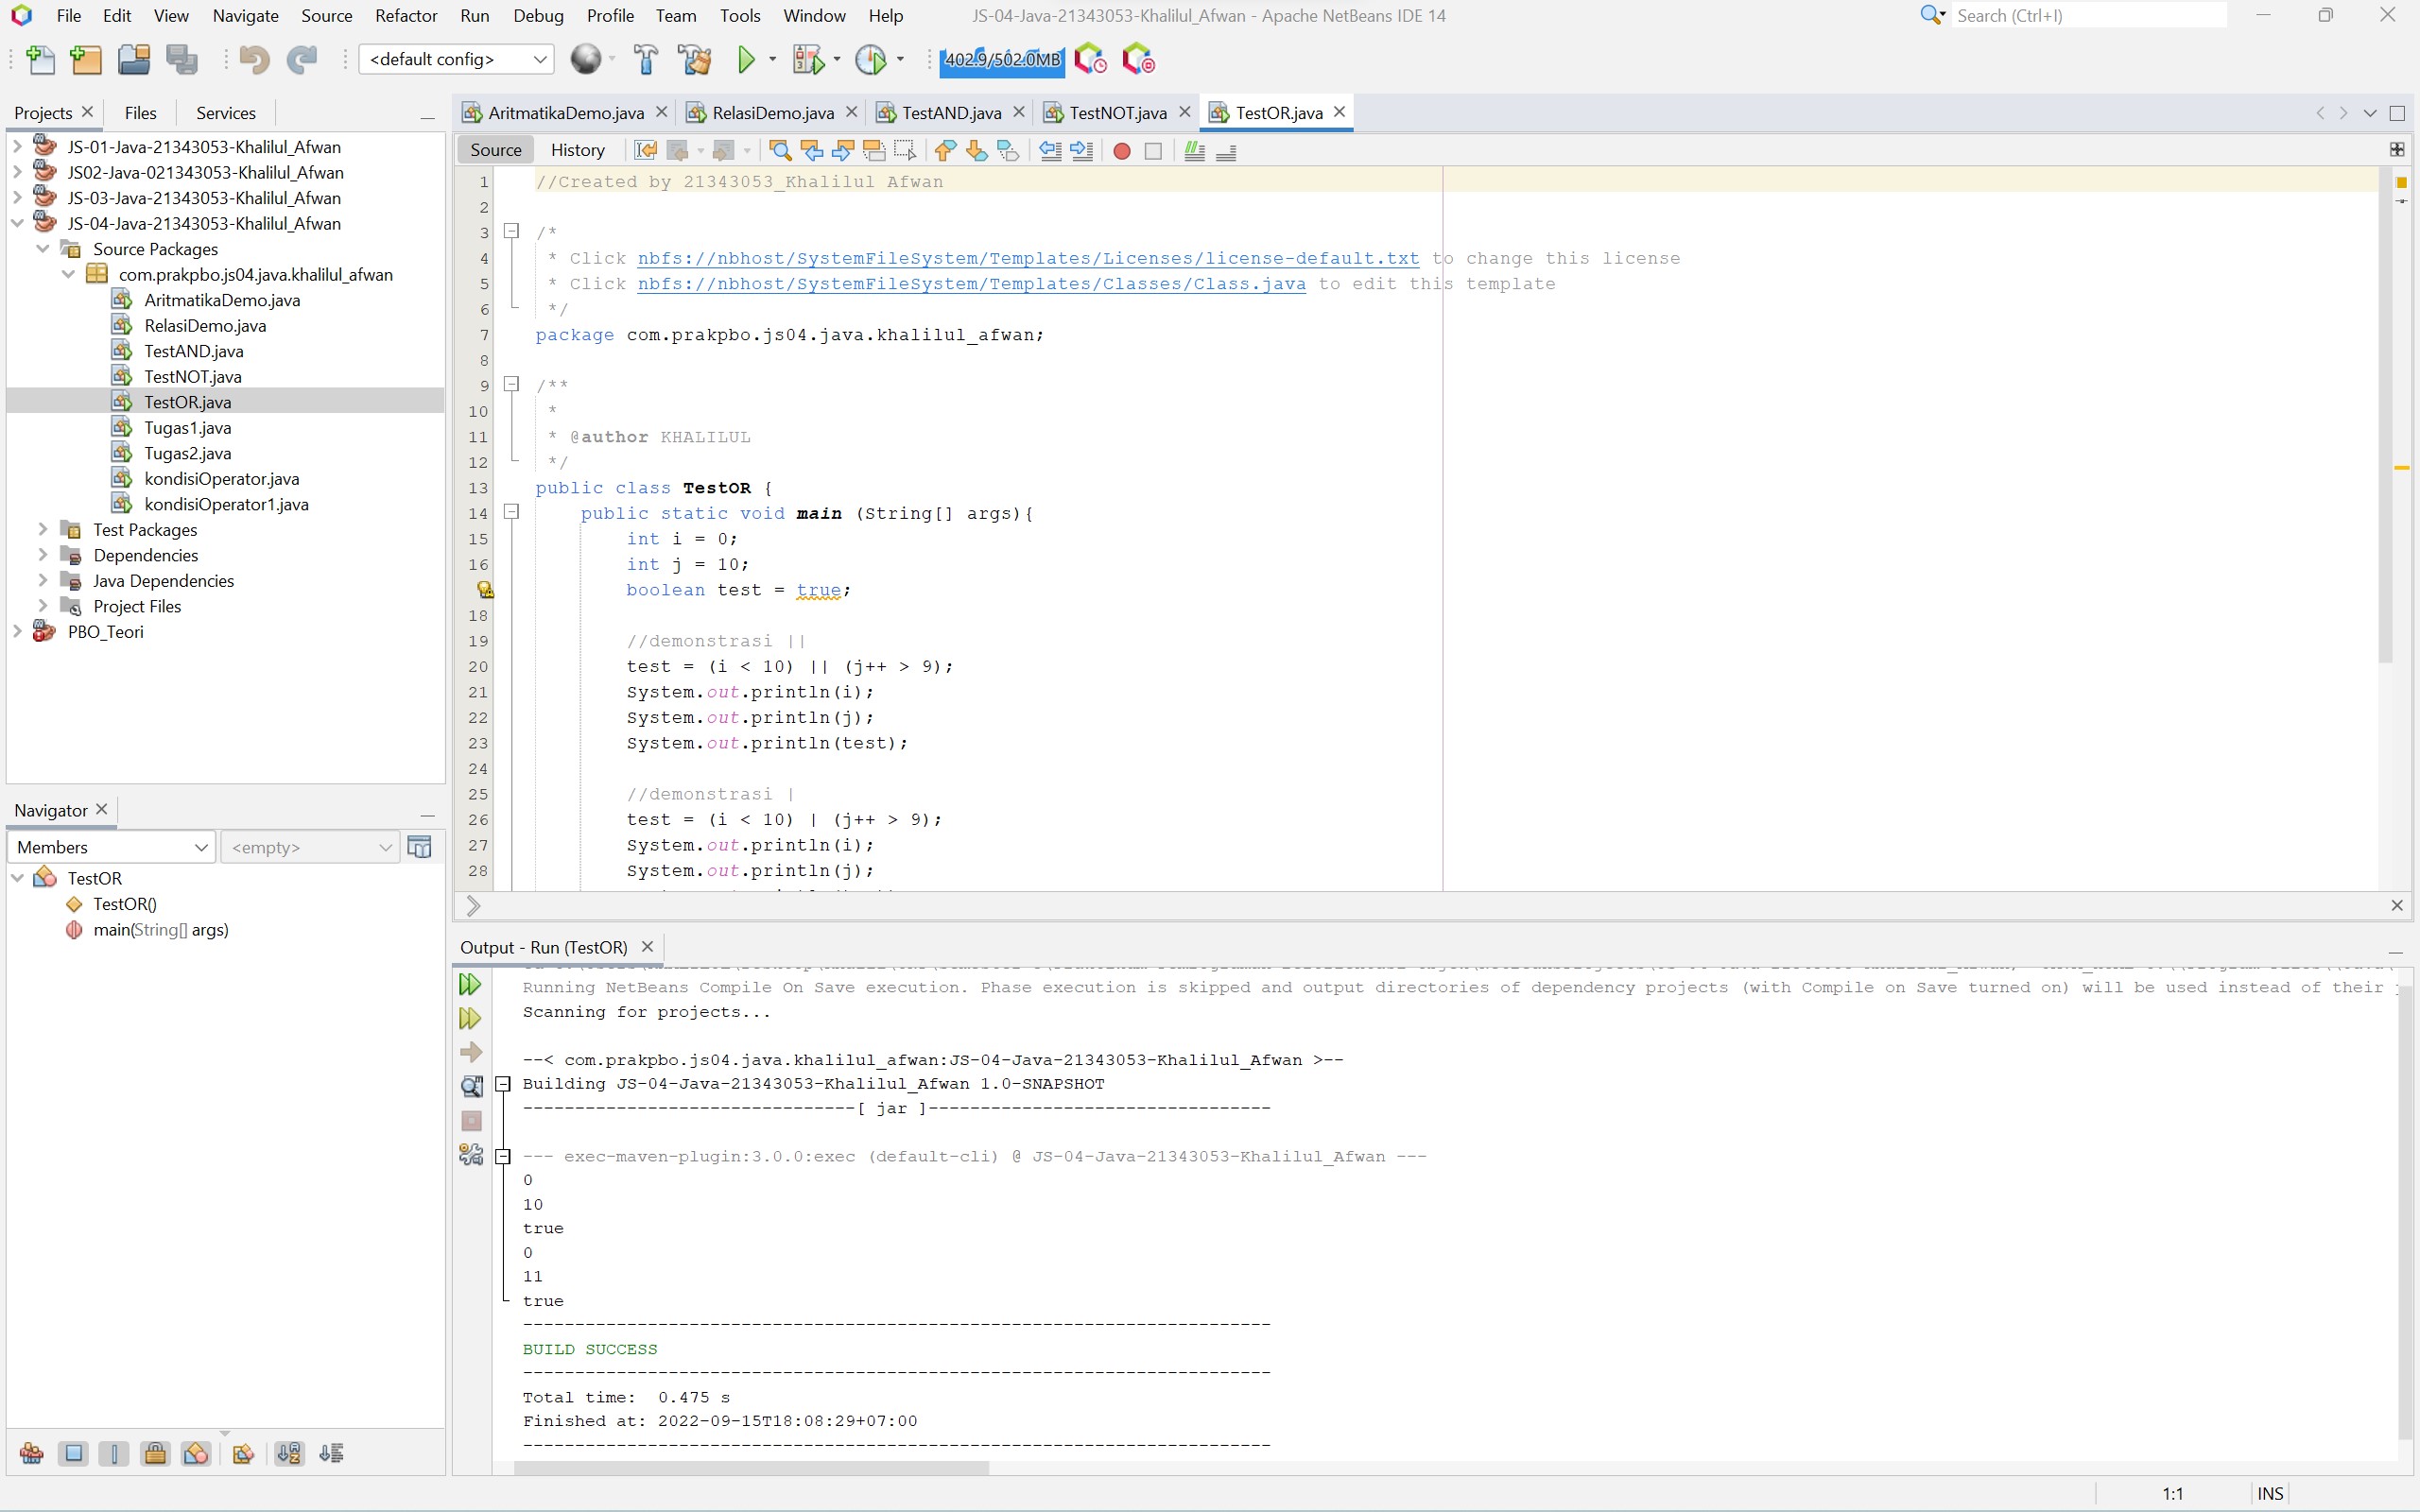 File Edit View Navigate Source Refactor Run Debug Profile Team Tools Window Help
JS-04-Java-21343053-Khalilul_Afwan - Apache NetBeans IDE 14
Search (Ctrl+I)
<default config>
402.9/502.0MB
Projects Files Services
JS-01-Java-21343053-Khalilul_Afwan
JS02-Java-021343053-Khalilul_Afwan
JS-03-Java-21343053-Khalilul_Afwan
JS-04-Java-21343053-Khalilul_Afwan
Source Packages
com.prakpbo.js04.java.khalilul_afwan
AritmatikaDemo.java
RelasiDemo.java
TestAND.java
TestNOT.java
TestOR.java
Tugas1.java
Tugas2.java
kondisiOperator.java
kondisiOperator1.java
Test Packages
Dependencies
Java Dependencies
Project Files
PBO_Teori
Navigator
Members
<empty>
TestOR
TestOR()
main(String[] args)
AritmatikaDemo.java RelasiDemo.java TestAND.java TestNOT.java TestOR.java
Source History
1 //Created by 21343053_Khalilul Afwan
2
3 /*
4 * Click nbfs://nbhost/SystemFileSystem/Templates/Licenses/license-default.txt to change this license
5 * Click nbfs://nbhost/SystemFileSystem/Templates/Classes/Class.java to edit this template
6 */
7 package com.prakpbo.js04.java.khalilul_afwan;
8
9 /**
10 *
11 * @author KHALILUL
12 */
13 public class TestOR {
14 public static void main (String[] args){
15 int i = 0;
16 int j = 10;
boolean test = true;
18
19 //demonstrasi ||
20 test = (i < 10) || (j++ > 9);
21 System.out.println(i);
22 System.out.println(j);
23 System.out.println(test);
24
25 //demonstrasi |
26 test = (i < 10) | (j++ > 9);
27 System.out.println(i);
28 System.out.println(j);
Output - Run (TestOR)
Running NetBeans Compile On Save execution. Phase execution is skipped and output directories of dependency projects (with Compile on Save turned on) will be used instead of their
Scanning for projects...
--< com.prakpbo.js04.java.khalilul_afwan:JS-04-Java-21343053-Khalilul_Afwan >--
Building JS-04-Java-21343053-Khalilul_Afwan 1.0-SNAPSHOT
--------------------------------[ jar ]---------------------------------
--- exec-maven-plugin:3.0.0:exec (default-cli) @ JS-04-Java-21343053-Khalilul_Afwan ---
0
10
true
0
11
true
------------------------------------------------------------------------
BUILD SUCCESS
------------------------------------------------------------------------
Total time:  0.475 s
Finished at: 2022-09-15T18:08:29+07:00
------------------------------------------------------------------------
1:1 INS